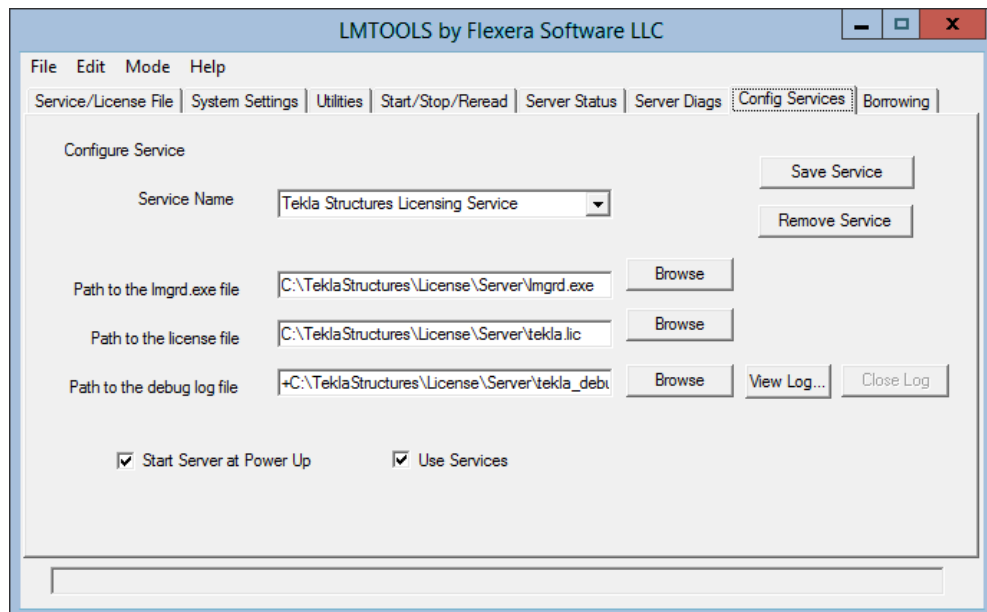 LMTOOLS by Flexera Software LLC
File Edit Mode Help
Service/License File System Settings Utilities Start/Stop/Reread Server Status Server Diags Config Services Borrowing
Configure Service
Save Service
Service Name Tekla Structures Licensing Service
Remove Service
Path to the lmgrd.exe file C:\TeklaStructures\License\Server\lmgrd.exe Browse
Path to the license file C:\TeklaStructures\License\Server\tekla.lic Browse
Path to the debug log file +C:\TeklaStructures\License\Server\tekla_debu Browse View Log... Close Log
Start Server at Power Up Use Services